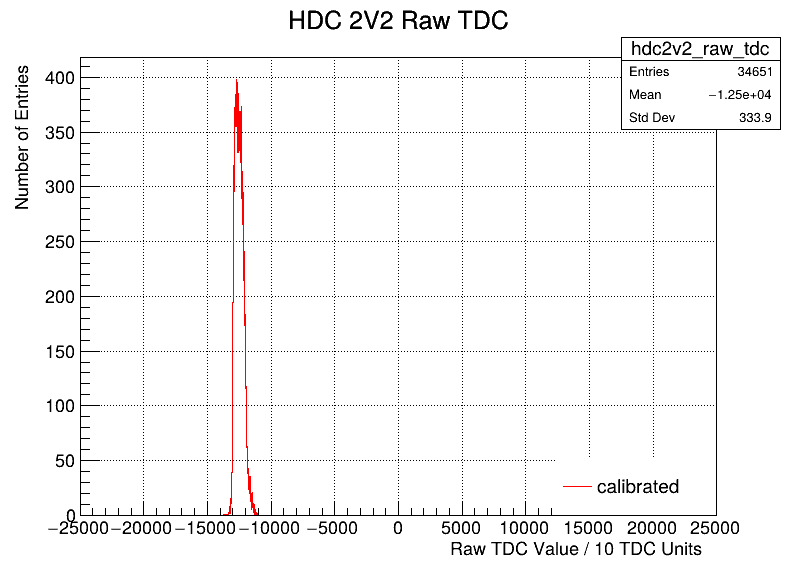 HDC 2V2 Raw TDC
hdc2v2_raw_tdc
Entries 34651
Mean −1.25e+04
Std Dev 333.9
Number of Entries
400
350
300
250
200
150
100
50
0
−25000 −20000 −15000 −10000 −5000 0 5000 10000 15000 20000 25000
calibrated
Raw TDC Value / 10 TDC Units